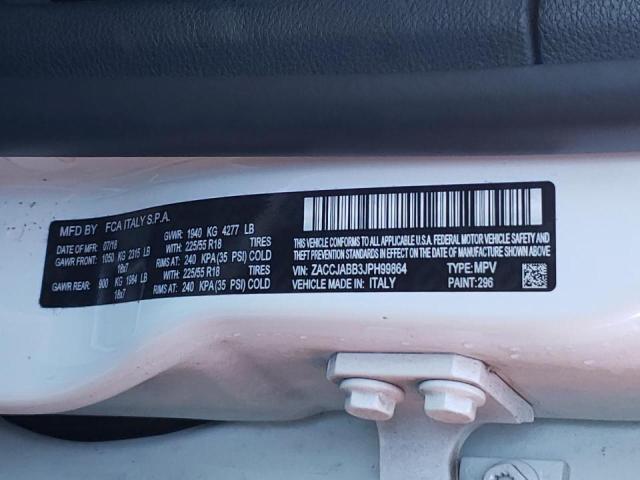 MFD BY FCA ITALY S.P.A.
DATE OF MFD: 07/18 GVWR: 1940 KG 4277 LB
GAWR FRONT: 1050 KG 2315 LB WITH 225/55 R18 TIRES
18x7 RIMS AT: 240 KPA(35 PSI) COLD
GAWR REAR: 900 KG 1984 LB WITH 225/55 R18 TIRES
18x7 RIMS AT: 240 KPA(35 PSI) COLD
THIS VEHICLE CONFORMS TO ALL APPLICABLE U.S.A. FEDERAL MOTOR VEHICLE SAFETY
AND THEFT PREVENTION STANDARDS IN EFFECT ON THE DATE OF MANUFACTURE SHOWN ABOVE.
VIN: ZACCJABB3JPH99864 TYPE: MPV
VEHICLE MADE IN: ITALY PAINT: 296